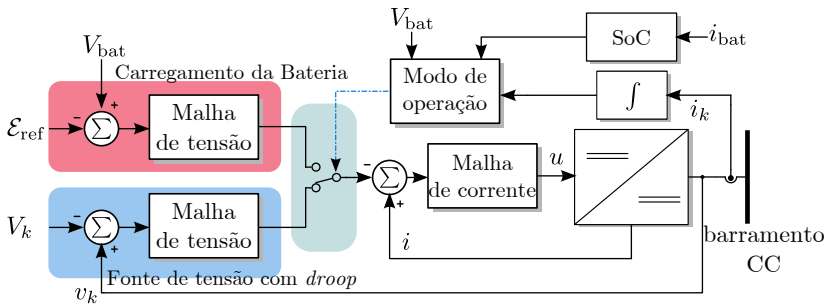 V_bat
Carregamento da Bateria
ℰ_ref
-
+
Σ
Malha
de tensão
V_k
-
+
Σ
Malha
de tensão
Fonte de tensão com droop
v_k
V_bat
Modo de
operação
SoC
i_bat
∫
i_k
-
+
Σ
i
Malha
de corrente
u
barramento
CC